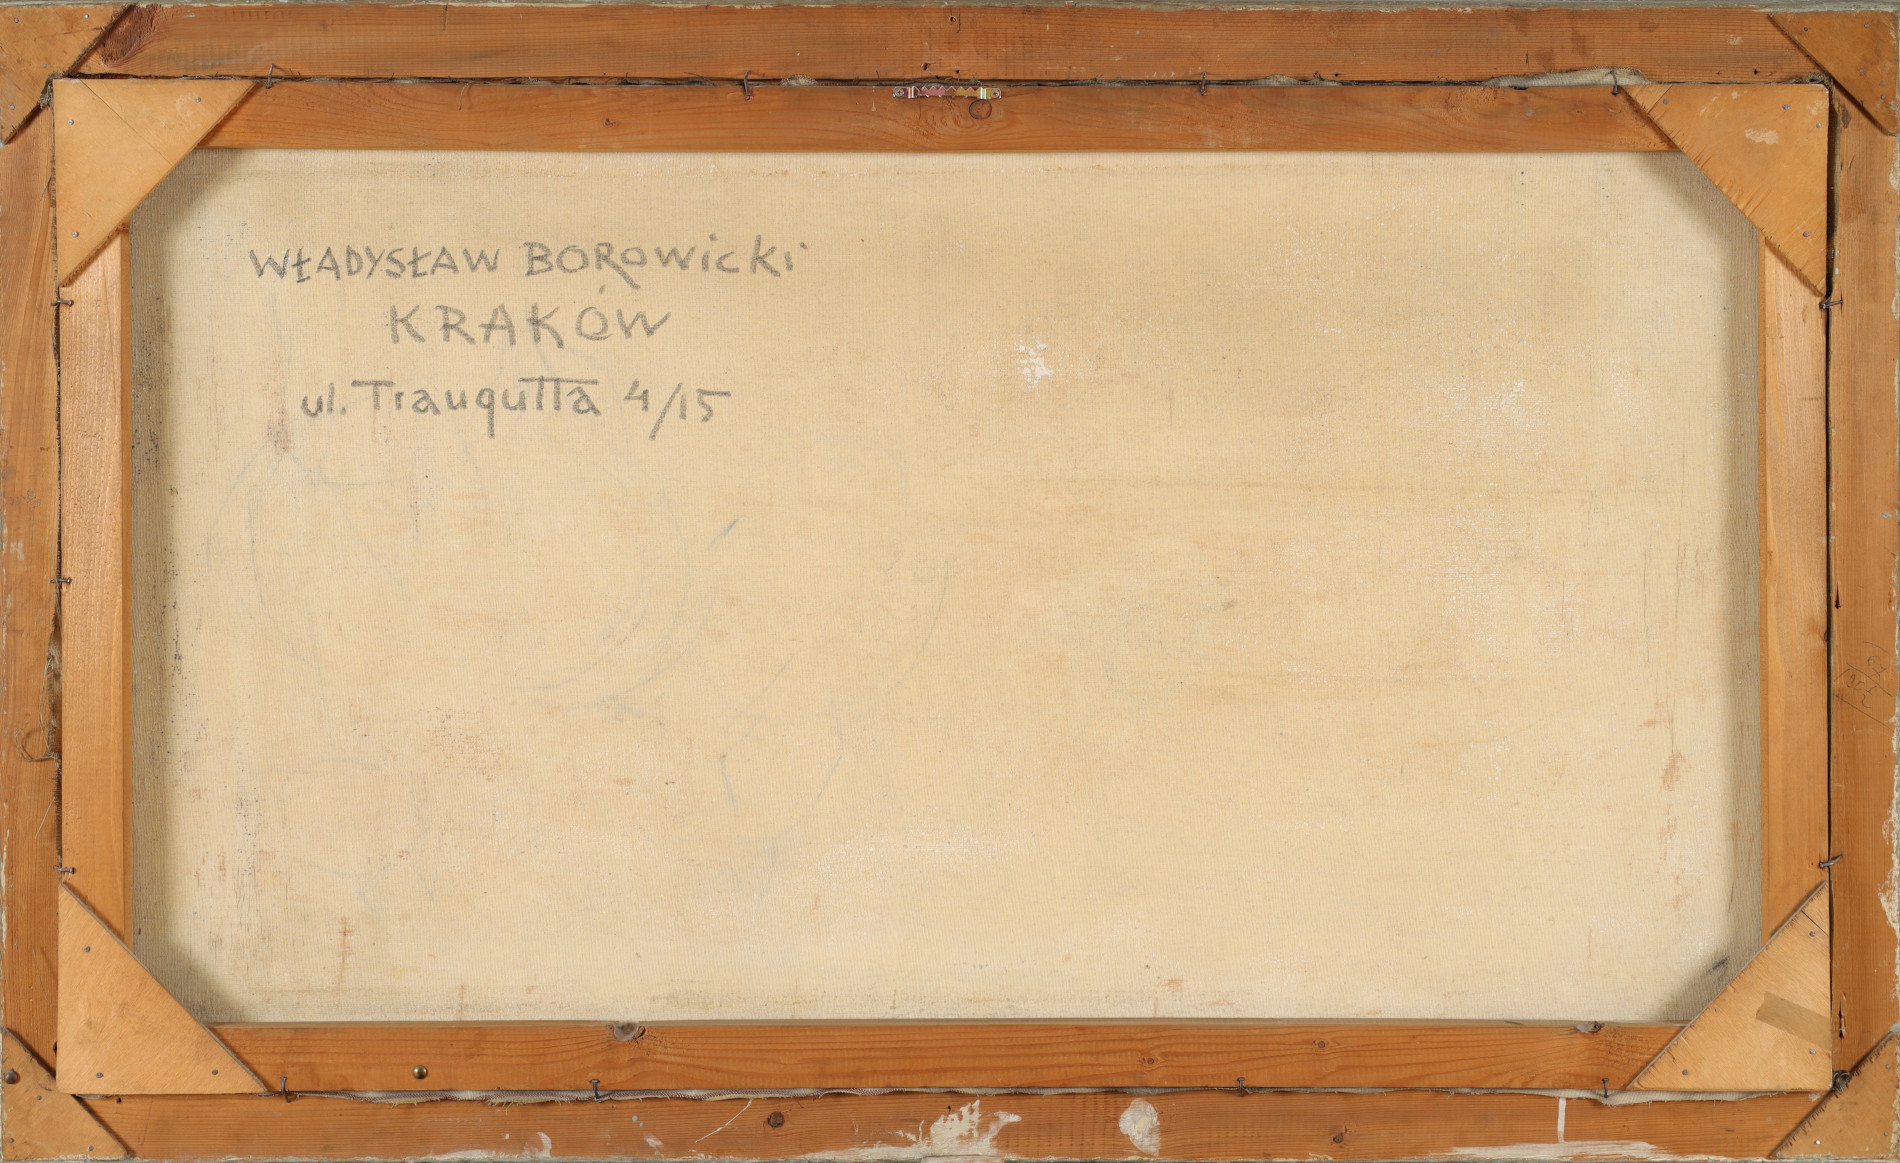 WŁADYSŁAW BOROWICKI
KRAKÓW
ul. Traugutta 4/15